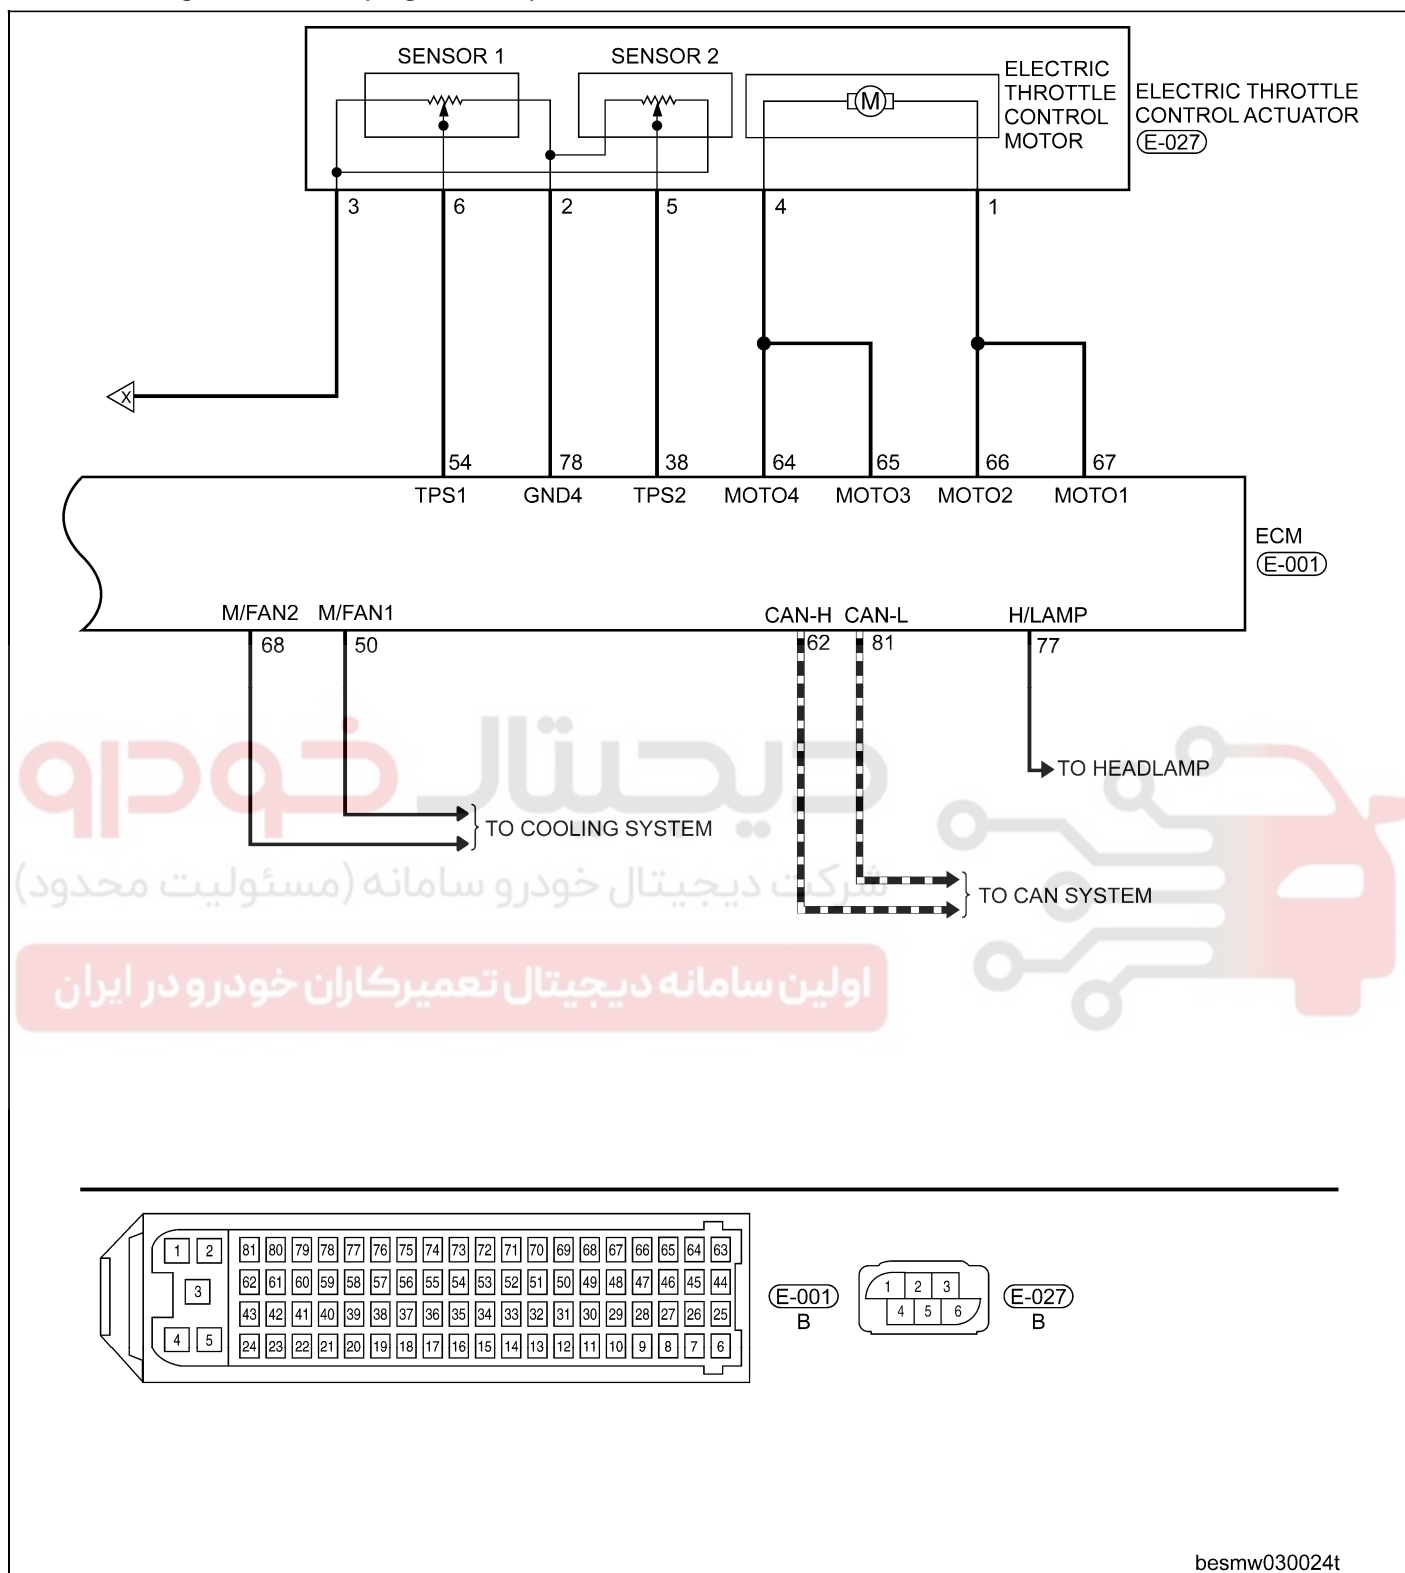 SENSOR 1
SENSOR 2
ELECTRIC
THROTTLE
CONTROL
MOTOR
M
ELECTRIC THROTTLE
CONTROL ACTUATOR
E-027
3 6 2 5 4 1
X
54 78 38 64 65 66 67
TPS1 GND4 TPS2 MOTO4 MOTO3 MOTO2 MOTO1
ECM
E-001
M/FAN2 M/FAN1 CAN-H CAN-L H/LAMP
68 50 62 81 77
TO HEADLAMP
دیجیتال خودرو
TO COOLING SYSTEM
شرکت دیجیتال خودرو سامانه (مسئولیت محدود)
TO CAN SYSTEM
اولین سامانه دیجیتال تعمیرکاران خودرو در ایران
1 2 81 80 79 78 77 76 75 74 73 72 71 70 69 68 67 66 65 64 63
3 62 61 60 59 58 57 56 55 54 53 52 51 50 49 48 47 46 45 44
43 42 41 40 39 38 37 36 35 34 33 32 31 30 29 28 27 26 25
4 5 24 23 22 21 20 19 18 17 16 15 14 13 12 11 10 9 8 7 6
E-001
B
1 2 3
4 5 6
E-027
B
besmw030024t